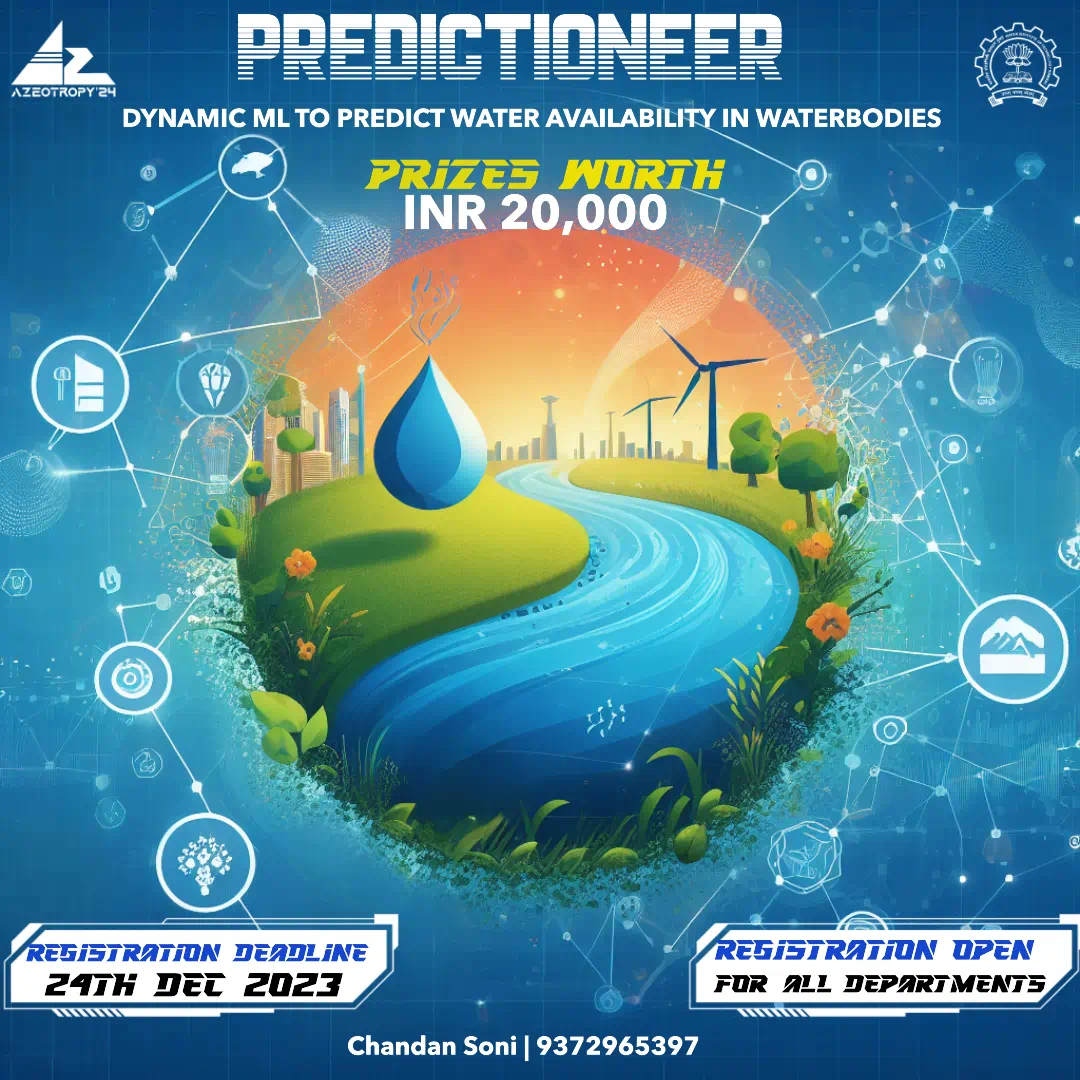 PREDICTIONEER
AZEOTROPY'24
DYNAMIC ML TO PREDICT WATER AVAILABILITY IN WATERBODIES
PRIZES WORTH
INR 20,000
REGISTRATION DEADLINE
24TH DEC 2023
REGISTRATION OPEN
FOR ALL DEPARTMENTS
Chandan Soni | 9372965397